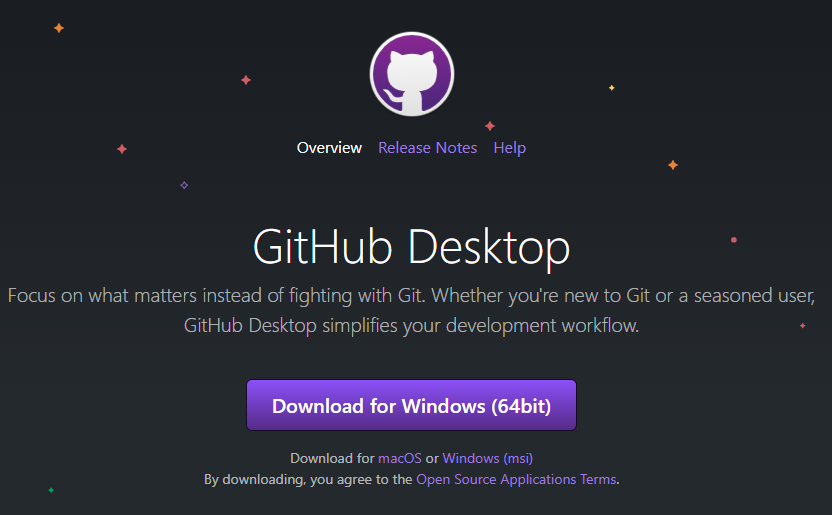 Overview Release Notes Help
GitHub Desktop
Focus on what matters instead of fighting with Git. Whether you're new to Git or a seasoned user,
GitHub Desktop simplifies your development workflow.
Download for Windows (64bit)
Download for macOS or Windows (msi)
By downloading, you agree to the Open Source Applications Terms.